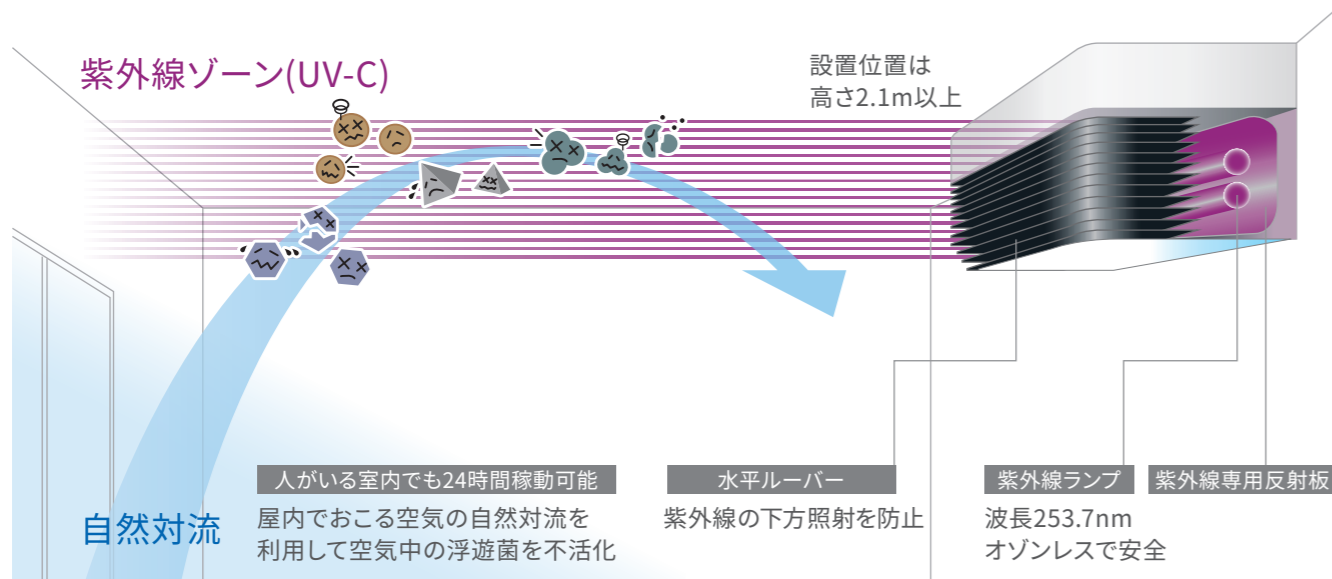 紫外線ゾーン(UV-C)
設置位置は
高さ2.1m以上
自然対流
人がいる室内でも24時間稼動可能
屋内でおこる空気の自然対流を
利用して空気中の浮遊菌を不活化
水平ルーバー
紫外線の下方照射を防止
紫外線ランプ
波長253.7nm
オゾンレスで安全
紫外線専用反射板